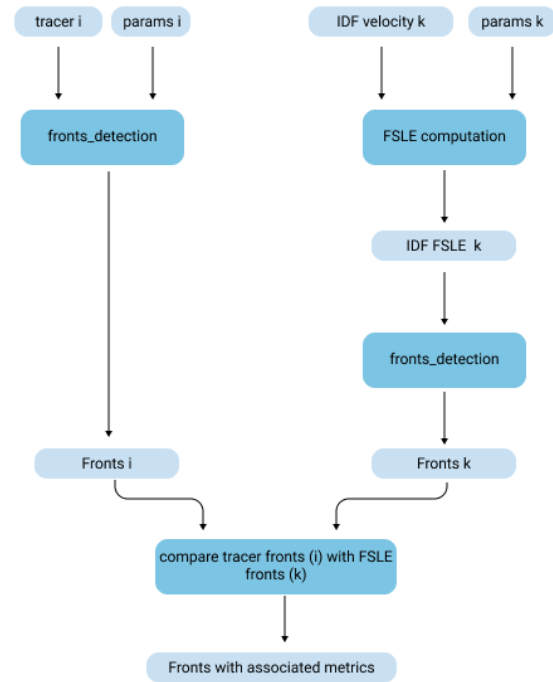 tracer i
params i
IDF velocity k
params k
fronts_detection
FSLE computation
IDF FSLE k
fronts_detection
Fronts i
Fronts k
compare tracer fronts (i) with FSLE
fronts (k)
Fronts with associated metrics